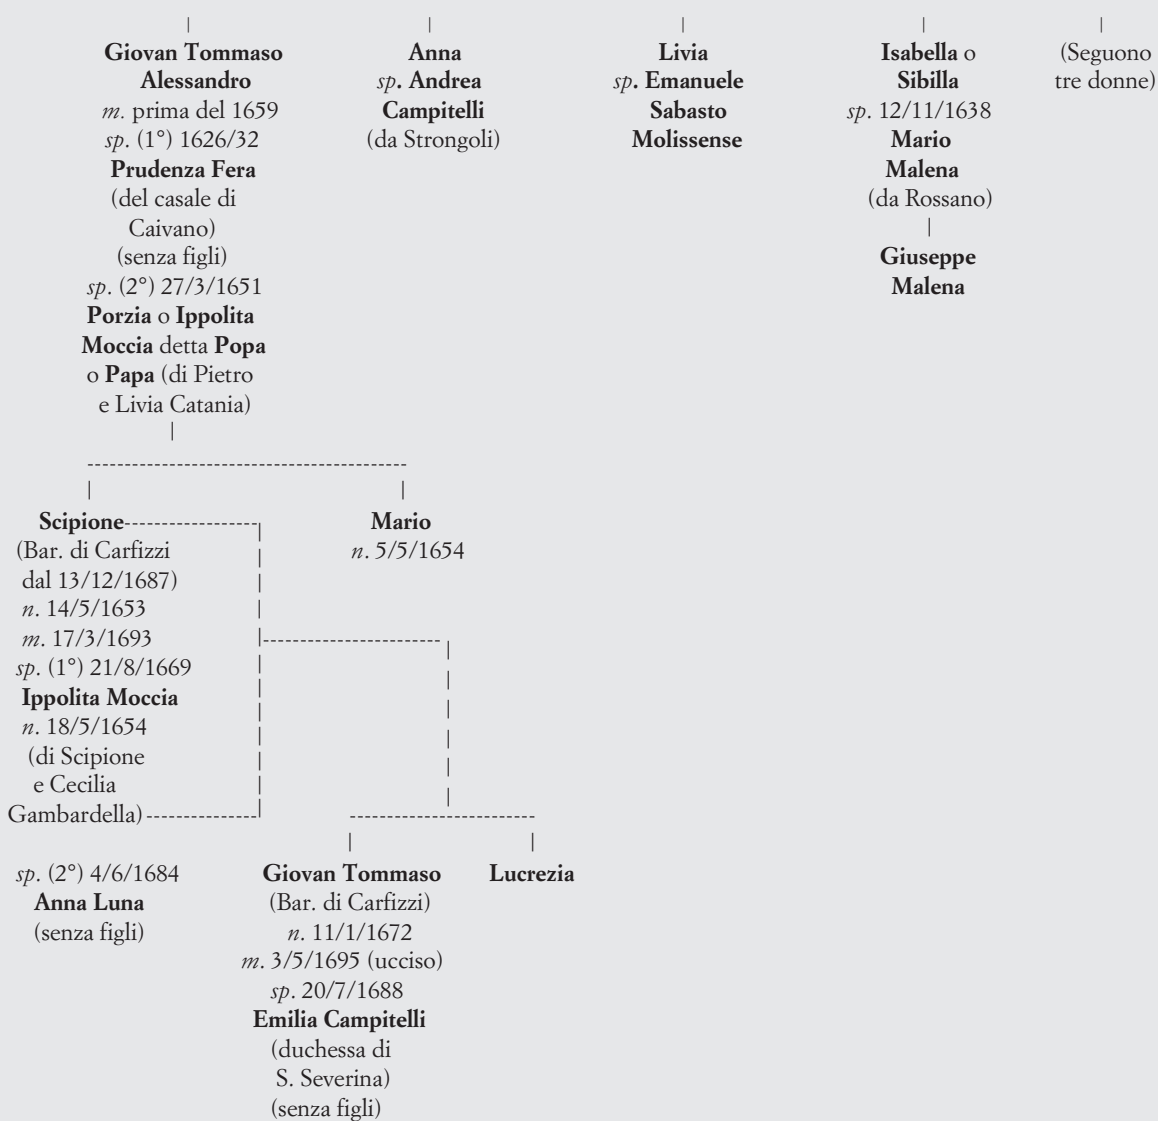 Giovan Tommaso
Alessandro
m. prima del 1659
sp. (1°) 1626/32
Prudenza Fera
(del casale di
Caivano)
(senza figli)
sp. (2°) 27/3/1651
Porzia o Ippolita
Moccia detta Popa
o Papa (di Pietro
e Livia Catania)
Anna
sp. Andrea
Campitelli
(da Strongoli)
Livia
sp. Emanuele
Sabasto
Molissense
Isabella o
Sibilla
sp. 12/11/1638
Mario
Malena
(da Rossano)
Giuseppe
Malena
(Seguono
tre donne)
Scipione
(Bar. di Carfizzi
dal 13/12/1687)
n. 14/5/1653
m. 17/3/1693
sp. (1°) 21/8/1669
Ippolita Moccia
n. 18/5/1654
(di Scipione
e Cecilia
Gambardella)
sp. (2°) 4/6/1684
Anna Luna
(senza figli)
Mario
n. 5/5/1654
Giovan Tommaso
(Bar. di Carfizzi)
n. 11/1/1672
m. 3/5/1695 (ucciso)
sp. 20/7/1688
Emilia Campitelli
(duchessa di
S. Severina)
(senza figli)
Lucrezia